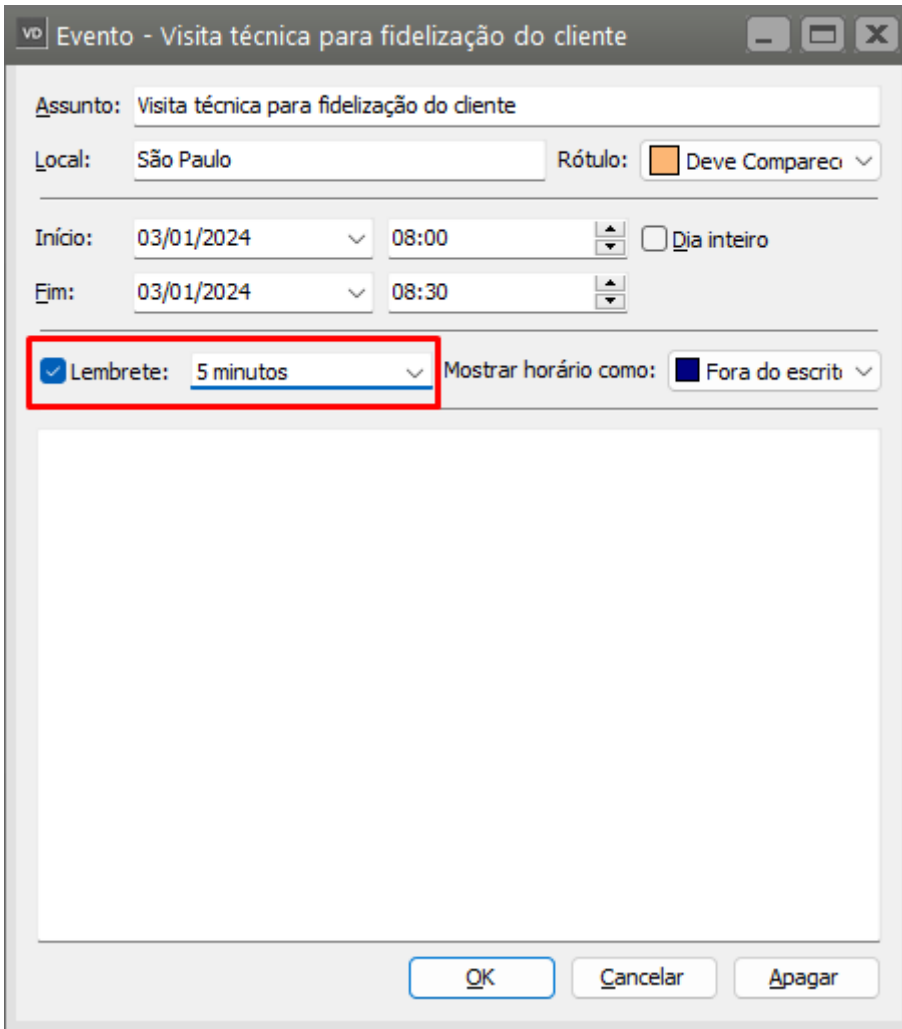 VD Evento - Visita técnica para fidelização do cliente
Assunto: Visita técnica para fidelização do cliente
Local: São Paulo Rótulo: Deve Comparec
Início: 03/01/2024 08:00 Dia inteiro
Fim: 03/01/2024 08:30
Lembrete: 5 minutos Mostrar horário como: Fora do escrit
OK Cancelar Apagar